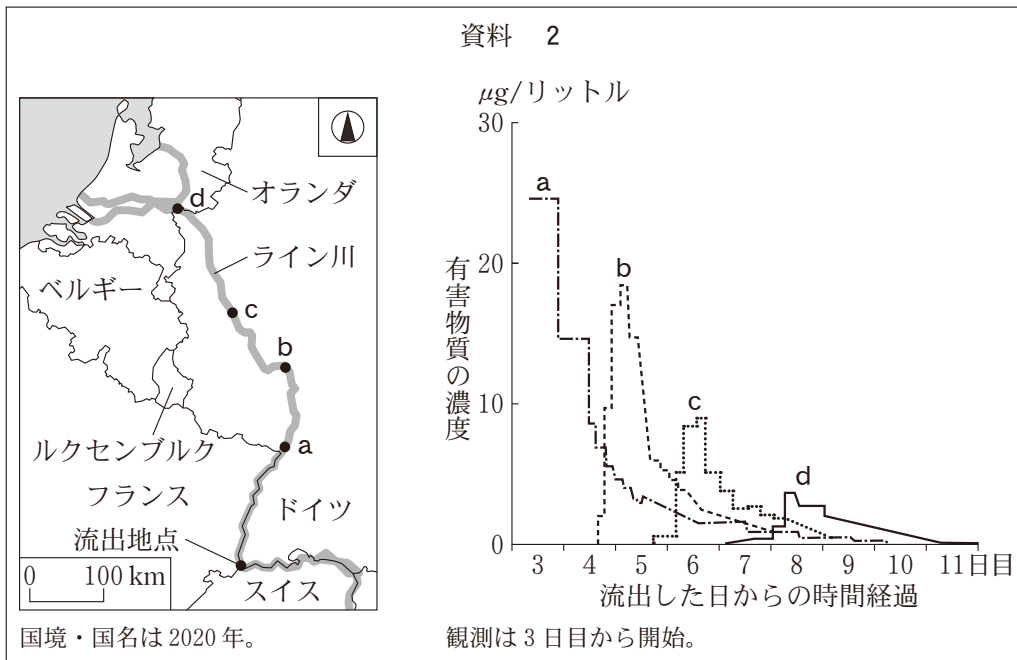 資料 2
オランダ
d
ライン川
ベルギー
c
b
ルクセンブルク
a
フランス
ドイツ
流出地点
0 100 km
スイス
国境・国名は 2020 年。
μg/リットル
30
20
10
0
有害物質の濃度
a
b
c
d
3 4 5 6 7 8 9 10 11日目
流出した日からの時間経過
観測は 3 日目から開始。